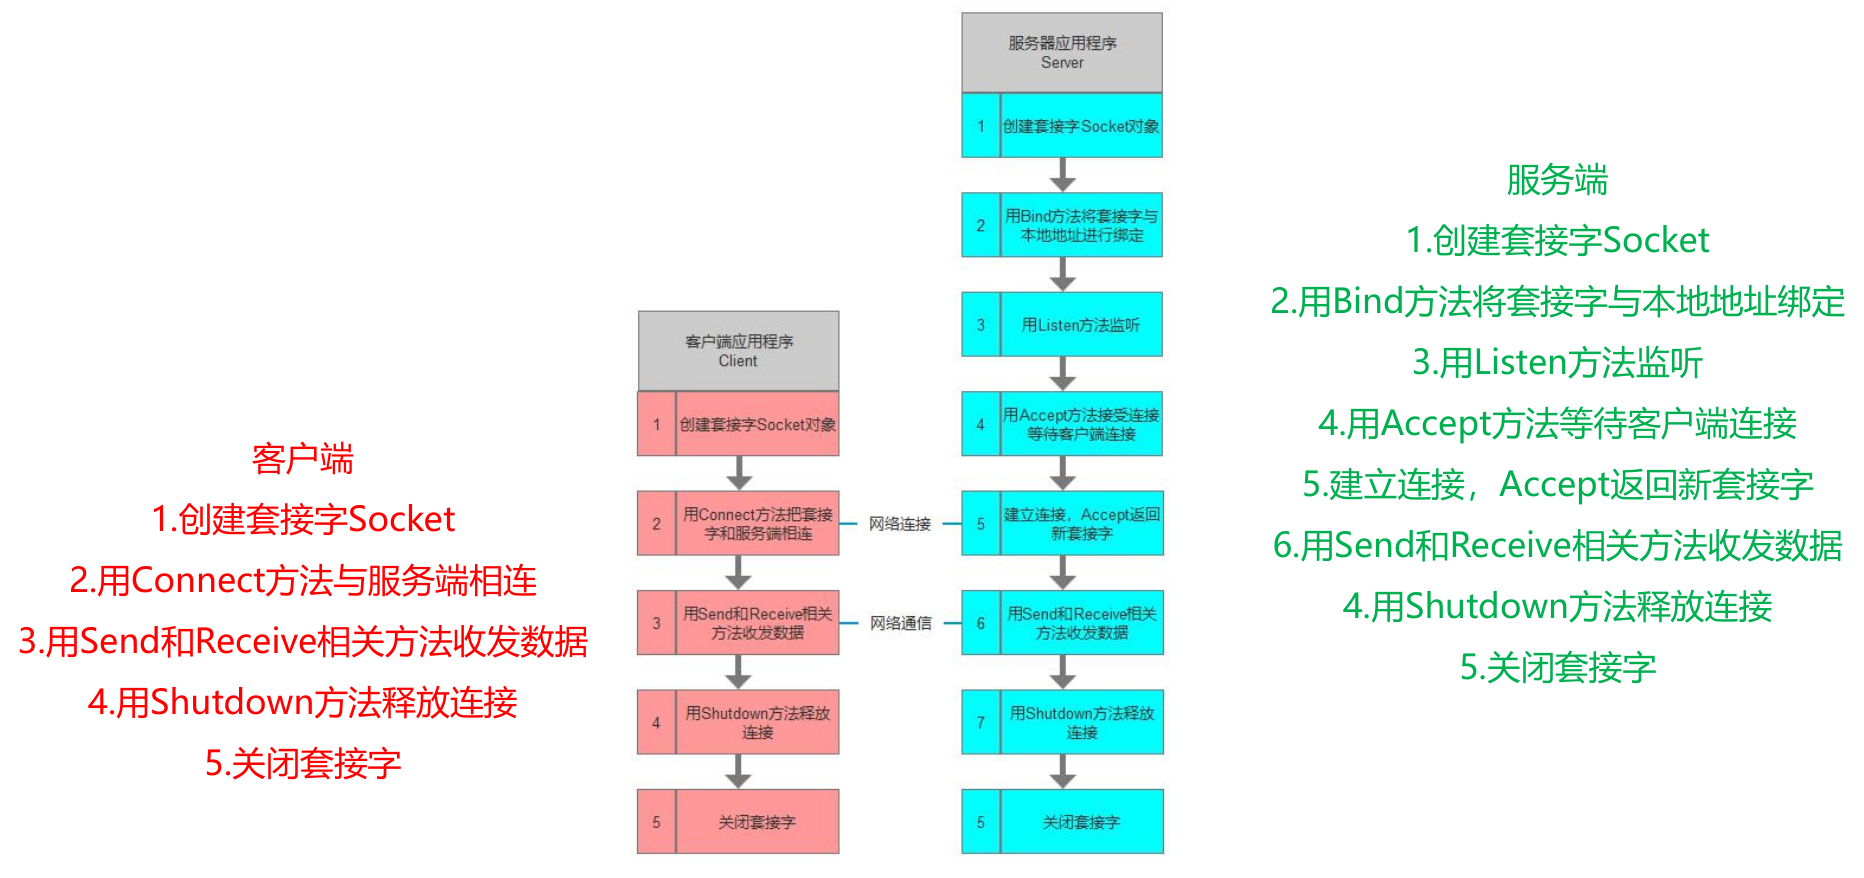 客户端
1.创建套接字Socket
2.用Connect方法与服务端相连
3.用Send和Receive相关方法收发数据
4.用Shutdown方法释放连接
5.关闭套接字
客户端应用程序
Client
1
创建套接字Socket对象
2
用Connect方法把套接
字和服务端相连
3
用Send和Receive相关
方法收发数据
4
用Shutdown方法释放
连接
5
关闭套接字
网络连接
网络通信
服务器应用程序
Server
1
创建套接字Socket对象
2
用Bind方法将套接字与
本地地址进行绑定
3
用Listen方法监听
4
用Accept方法接受连接
等待客户端连接
5
建立连接，Accept返回
新套接字
6
用Send和Receive相关
方法收发数据
7
用Shutdown方法释放
连接
5
关闭套接字
服务端
1.创建套接字Socket
2.用Bind方法将套接字与本地地址绑定
3.用Listen方法监听
4.用Accept方法等待客户端连接
5.建立连接，Accept返回新套接字
6.用Send和Receive相关方法收发数据
4.用Shutdown方法释放连接
5.关闭套接字